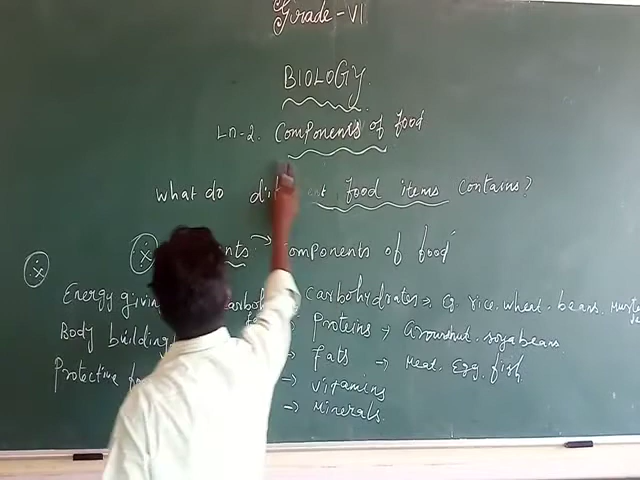 Grade-VI
BIOLOGY.
Ln-2. Components of food
What do food items contains?
components of food
Energy Carbohydrates → Eg. rice. wheat. beans.
Body building → Proteins → Groundnut. soyabeans
Protective → fats → Meat. Egg. fish.
→ Vitamins
→ Minerals.